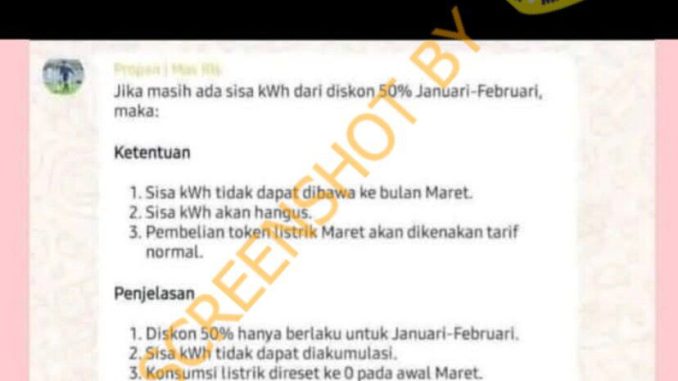 Jika masih ada sisa kWh dari diskon 50% Januari-Februari,
maka:
Ketentuan
1. Sisa kWh tidak dapat dibawa ke bulan Maret.
2. Sisa kWh akan hangus.
3. Pembelian token listrik Maret akan dikenakan tarif
normal.
Penjelasan
1. Diskon 50% hanya berlaku untuk Januari-Februari.
2. Sisa kWh tidak dapat diakumulasi.
3. Konsumsi listrik direset ke 0 pada awal Maret.
SCREENSHOT BY